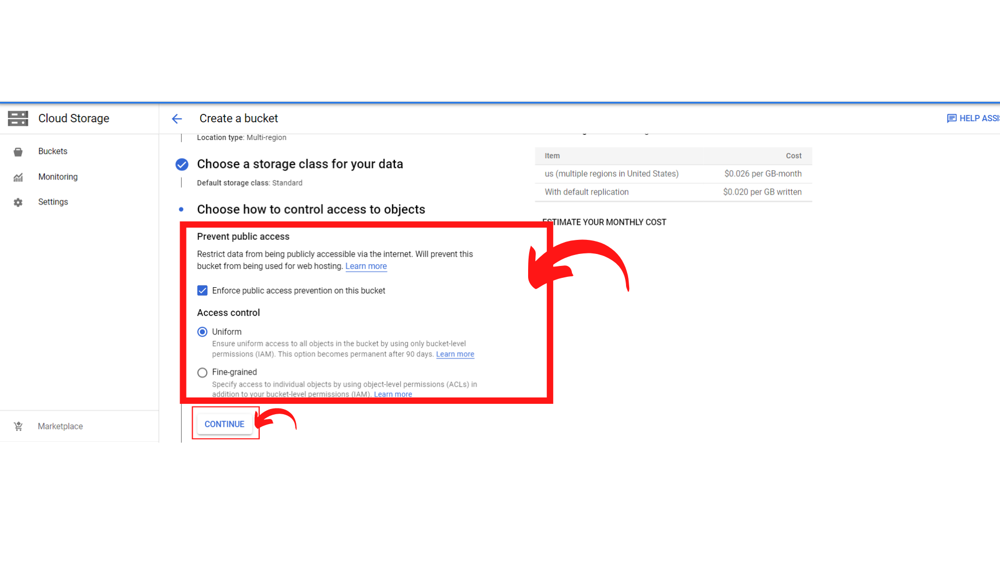 Cloud Storage
Create a bucket
HELP ASSIS
Buckets
Monitoring
Settings
Marketplace
Location type: Multi-region
Choose a storage class for your data
Default storage class: Standard
Choose how to control access to objects
Prevent public access
Restrict data from being publicly accessible via the internet. Will prevent this
bucket from being used for web hosting. Learn more
Enforce public access prevention on this bucket
Access control
Uniform
Ensure uniform access to all objects in the bucket by using only bucket-level
permissions (IAM). This option becomes permanent after 90 days. Learn more
Fine-grained
Specify access to individual objects by using object-level permissions (ACLs) in
addition to your bucket-level permissions (IAM). Learn more
CONTINUE
Item Cost
us (multiple regions in United States) $0.026 per GB-month
With default replication $0.020 per GB written
ESTIMATE YOUR MONTHLY COST